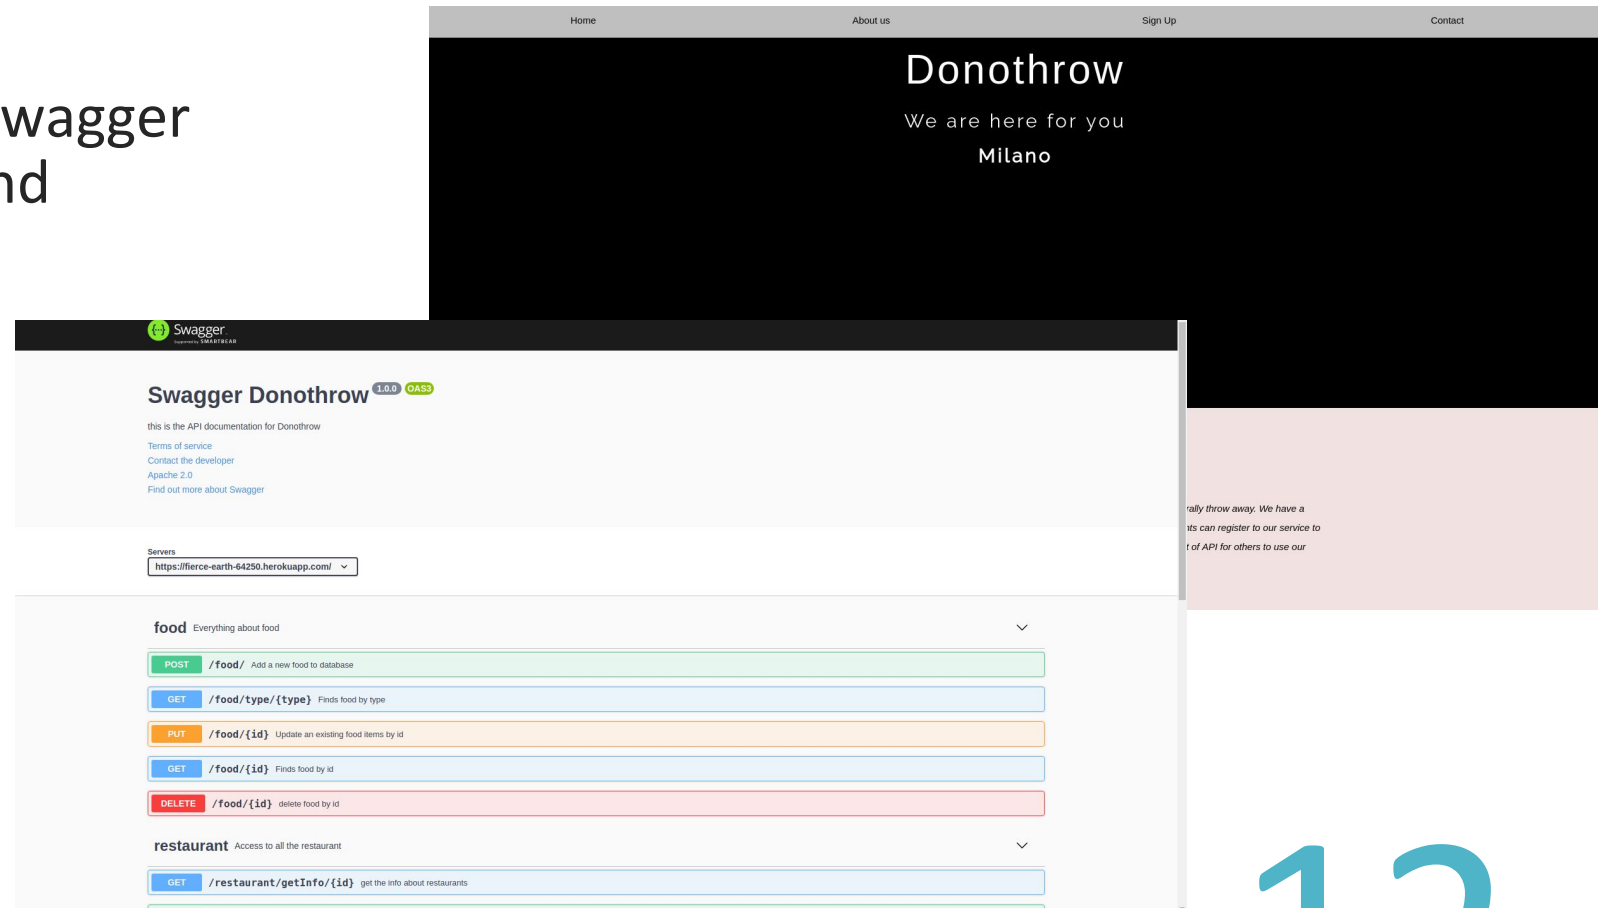 wagger
nd
Home About us Sign Up Contact
Donothrow
We are here for you
Milano
Swagger.
Supported by SMARTBEAR
Swagger Donothrow 1.0.0 OAS3
this is the API documentation for Donothrow
Terms of service
Contact the developer
Apache 2.0
Find out more about Swagger
Servers
https://fierce-earth-64250.herokuapp.com/
food Everything about food
POST /food/ Add a new food to database
GET /food/type/{type} Finds food by type
PUT /food/{id} Update an existing food items by id
GET /food/{id} Finds food by id
DELETE /food/{id} delete food by id
restaurant Access to all the restaurant
GET /restaurant/getInfo/{id} get the info about restaurants
rally throw away. We have a
nts can register to our service to
t of API for others to use our
12